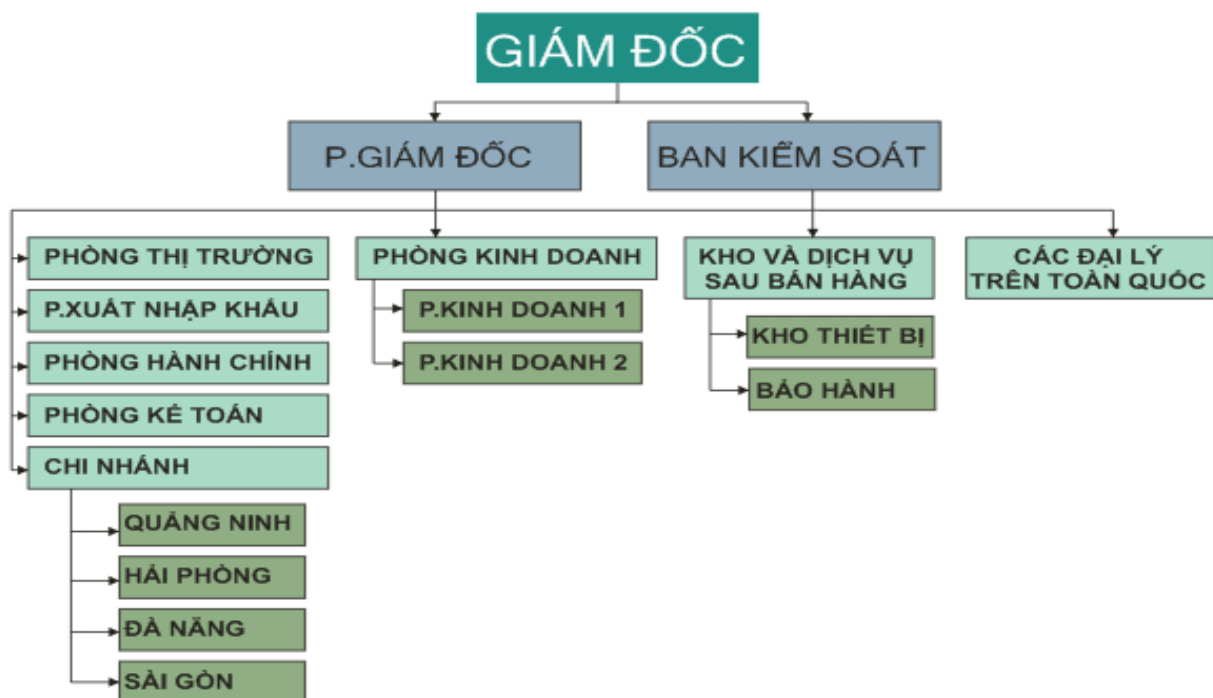 GIÁM ĐỐC
P.GIÁM ĐỐC
BAN KIỂM SOÁT
PHÒNG THỊ TRƯỜNG
P.XUẤT NHẬP KHẨU
PHÒNG HÀNH CHÍNH
PHÒNG KẾ TOÁN
CHI NHÁNH
QUẢNG NINH
HẢI PHÒNG
ĐÀ NẴNG
SÀI GÒN
PHÒNG KINH DOANH
P.KINH DOANH 1
P.KINH DOANH 2
KHO VÀ DỊCH VỤ
SAU BÁN HÀNG
KHO THIẾT BỊ
BẢO HÀNH
CÁC ĐẠI LÝ
TRÊN TOÀN QUỐC